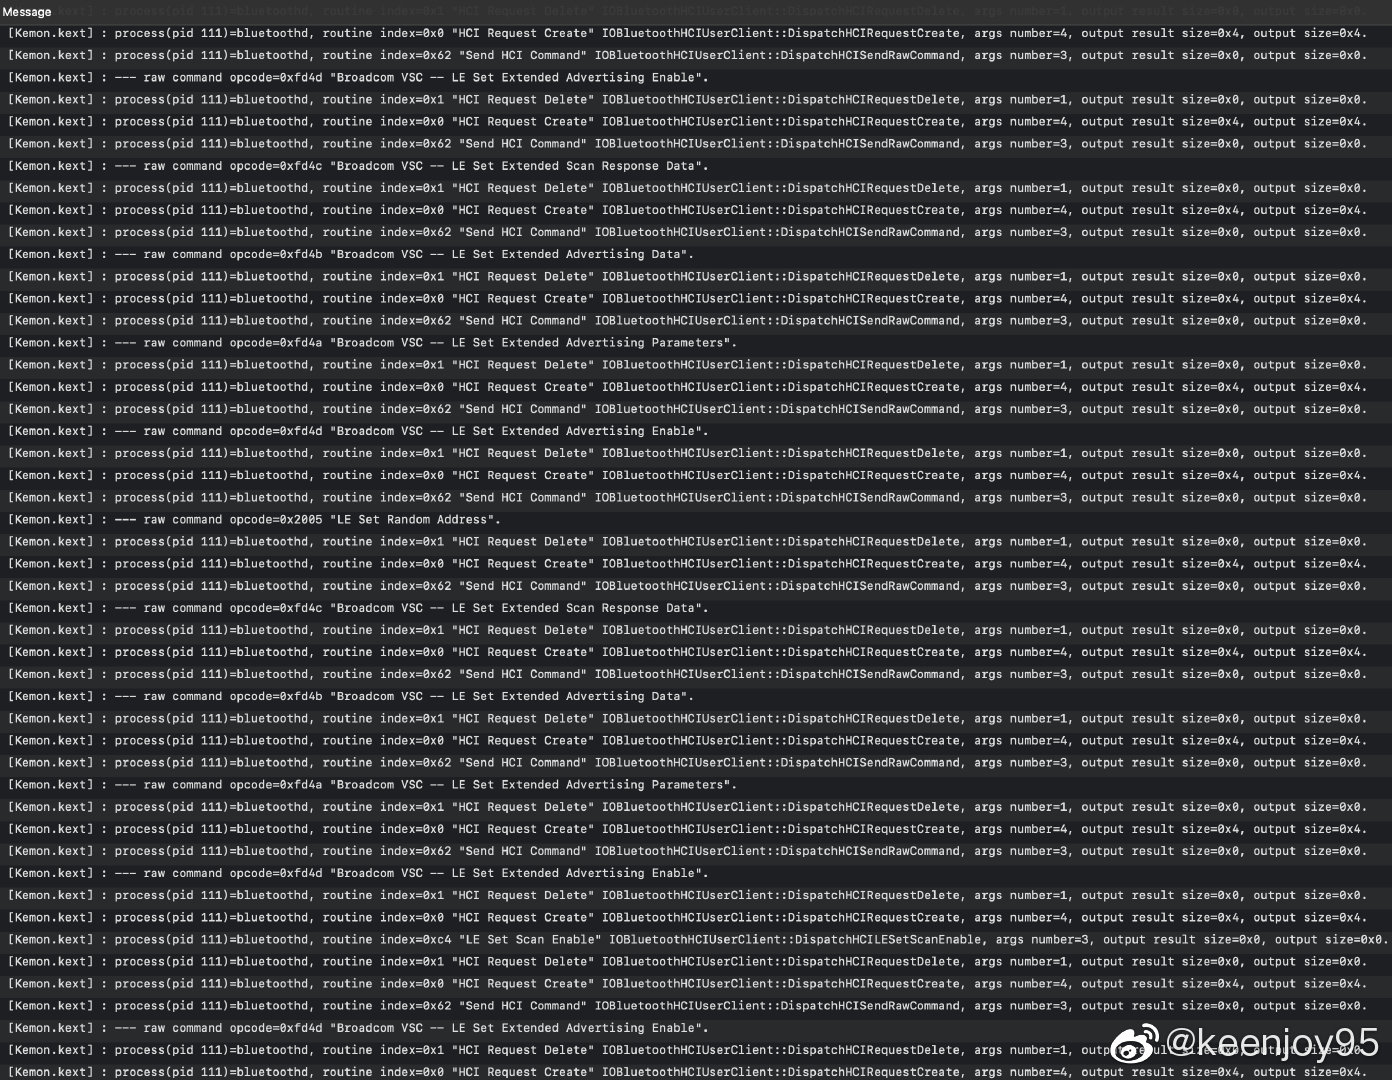 Message
[Kemon.kext] : process(pid 111)=bluetoothd, routine index=0x0 "HCI Request Create" IOBluetoothHCIUserClient::DispatchHCIRequestCreate, args number=4, output result size=0x4, output size=0x4.
[Kemon.kext] : process(pid 111)=bluetoothd, routine index=0x62 "Send HCI Command" IOBluetoothHCIUserClient::DispatchHCISendRawCommand, args number=3, output result size=0x0, output size=0x0.
[Kemon.kext] : --- raw command opcode=0xfd4d "Broadcom VSC -- LE Set Extended Advertising Enable".
[Kemon.kext] : process(pid 111)=bluetoothd, routine index=0x1 "HCI Request Delete" IOBluetoothHCIUserClient::DispatchHCIRequestDelete, args number=1, output result size=0x0, output size=0x0.
[Kemon.kext] : process(pid 111)=bluetoothd, routine index=0x0 "HCI Request Create" IOBluetoothHCIUserClient::DispatchHCIRequestCreate, args number=4, output result size=0x4, output size=0x4.
[Kemon.kext] : process(pid 111)=bluetoothd, routine index=0x62 "Send HCI Command" IOBluetoothHCIUserClient::DispatchHCISendRawCommand, args number=3, output result size=0x0, output size=0x0.
[Kemon.kext] : --- raw command opcode=0xfd4c "Broadcom VSC -- LE Set Extended Scan Response Data".
[Kemon.kext] : process(pid 111)=bluetoothd, routine index=0x1 "HCI Request Delete" IOBluetoothHCIUserClient::DispatchHCIRequestDelete, args number=1, output result size=0x0, output size=0x0.
[Kemon.kext] : process(pid 111)=bluetoothd, routine index=0x0 "HCI Request Create" IOBluetoothHCIUserClient::DispatchHCIRequestCreate, args number=4, output result size=0x4, output size=0x4.
[Kemon.kext] : process(pid 111)=bluetoothd, routine index=0x62 "Send HCI Command" IOBluetoothHCIUserClient::DispatchHCISendRawCommand, args number=3, output result size=0x0, output size=0x0.
[Kemon.kext] : --- raw command opcode=0xfd4b "Broadcom VSC -- LE Set Extended Advertising Data".
[Kemon.kext] : process(pid 111)=bluetoothd, routine index=0x1 "HCI Request Delete" IOBluetoothHCIUserClient::DispatchHCIRequestDelete, args number=1, output result size=0x0, output size=0x0.
[Kemon.kext] : process(pid 111)=bluetoothd, routine index=0x0 "HCI Request Create" IOBluetoothHCIUserClient::DispatchHCIRequestCreate, args number=4, output result size=0x4, output size=0x4.
[Kemon.kext] : process(pid 111)=bluetoothd, routine index=0x62 "Send HCI Command" IOBluetoothHCIUserClient::DispatchHCISendRawCommand, args number=3, output result size=0x0, output size=0x0.
[Kemon.kext] : --- raw command opcode=0xfd4a "Broadcom VSC -- LE Set Extended Advertising Parameters".
[Kemon.kext] : process(pid 111)=bluetoothd, routine index=0x1 "HCI Request Delete" IOBluetoothHCIUserClient::DispatchHCIRequestDelete, args number=1, output result size=0x0, output size=0x0.
[Kemon.kext] : process(pid 111)=bluetoothd, routine index=0x0 "HCI Request Create" IOBluetoothHCIUserClient::DispatchHCIRequestCreate, args number=4, output result size=0x4, output size=0x4.
[Kemon.kext] : process(pid 111)=bluetoothd, routine index=0x62 "Send HCI Command" IOBluetoothHCIUserClient::DispatchHCISendRawCommand, args number=3, output result size=0x0, output size=0x0.
[Kemon.kext] : --- raw command opcode=0xfd4d "Broadcom VSC -- LE Set Extended Advertising Enable".
[Kemon.kext] : process(pid 111)=bluetoothd, routine index=0x1 "HCI Request Delete" IOBluetoothHCIUserClient::DispatchHCIRequestDelete, args number=1, output result size=0x0, output size=0x0.
[Kemon.kext] : process(pid 111)=bluetoothd, routine index=0x0 "HCI Request Create" IOBluetoothHCIUserClient::DispatchHCIRequestCreate, args number=4, output result size=0x4, output size=0x4.
[Kemon.kext] : process(pid 111)=bluetoothd, routine index=0x62 "Send HCI Command" IOBluetoothHCIUserClient::DispatchHCISendRawCommand, args number=3, output result size=0x0, output size=0x0.
[Kemon.kext] : --- raw command opcode=0x2005 "LE Set Random Address".
[Kemon.kext] : process(pid 111)=bluetoothd, routine index=0x1 "HCI Request Delete" IOBluetoothHCIUserClient::DispatchHCIRequestDelete, args number=1, output result size=0x0, output size=0x0.
[Kemon.kext] : process(pid 111)=bluetoothd, routine index=0x0 "HCI Request Create" IOBluetoothHCIUserClient::DispatchHCIRequestCreate, args number=4, output result size=0x4, output size=0x4.
[Kemon.kext] : process(pid 111)=bluetoothd, routine index=0x62 "Send HCI Command" IOBluetoothHCIUserClient::DispatchHCISendRawCommand, args number=3, output result size=0x0, output size=0x0.
[Kemon.kext] : --- raw command opcode=0xfd4c "Broadcom VSC -- LE Set Extended Scan Response Data".
[Kemon.kext] : process(pid 111)=bluetoothd, routine index=0x1 "HCI Request Delete" IOBluetoothHCIUserClient::DispatchHCIRequestDelete, args number=1, output result size=0x0, output size=0x0.
[Kemon.kext] : process(pid 111)=bluetoothd, routine index=0x0 "HCI Request Create" IOBluetoothHCIUserClient::DispatchHCIRequestCreate, args number=4, output result size=0x4, output size=0x4.
[Kemon.kext] : process(pid 111)=bluetoothd, routine index=0x62 "Send HCI Command" IOBluetoothHCIUserClient::DispatchHCISendRawCommand, args number=3, output result size=0x0, output size=0x0.
[Kemon.kext] : --- raw command opcode=0xfd4b "Broadcom VSC -- LE Set Extended Advertising Data".
[Kemon.kext] : process(pid 111)=bluetoothd, routine index=0x1 "HCI Request Delete" IOBluetoothHCIUserClient::DispatchHCIRequestDelete, args number=1, output result size=0x0, output size=0x0.
[Kemon.kext] : process(pid 111)=bluetoothd, routine index=0x0 "HCI Request Create" IOBluetoothHCIUserClient::DispatchHCIRequestCreate, args number=4, output result size=0x4, output size=0x4.
[Kemon.kext] : process(pid 111)=bluetoothd, routine index=0x62 "Send HCI Command" IOBluetoothHCIUserClient::DispatchHCISendRawCommand, args number=3, output result size=0x0, output size=0x0.
[Kemon.kext] : --- raw command opcode=0xfd4a "Broadcom VSC -- LE Set Extended Advertising Parameters".
[Kemon.kext] : process(pid 111)=bluetoothd, routine index=0x1 "HCI Request Delete" IOBluetoothHCIUserClient::DispatchHCIRequestDelete, args number=1, output result size=0x0, output size=0x0.
[Kemon.kext] : process(pid 111)=bluetoothd, routine index=0x0 "HCI Request Create" IOBluetoothHCIUserClient::DispatchHCIRequestCreate, args number=4, output result size=0x4, output size=0x4.
[Kemon.kext] : process(pid 111)=bluetoothd, routine index=0x62 "Send HCI Command" IOBluetoothHCIUserClient::DispatchHCISendRawCommand, args number=3, output result size=0x0, output size=0x0.
[Kemon.kext] : --- raw command opcode=0xfd4d "Broadcom VSC -- LE Set Extended Advertising Enable".
[Kemon.kext] : process(pid 111)=bluetoothd, routine index=0x1 "HCI Request Delete" IOBluetoothHCIUserClient::DispatchHCIRequestDelete, args number=1, output result size=0x0, output size=0x0.
[Kemon.kext] : process(pid 111)=bluetoothd, routine index=0x0 "HCI Request Create" IOBluetoothHCIUserClient::DispatchHCIRequestCreate, args number=4, output result size=0x4, output size=0x4.
[Kemon.kext] : process(pid 111)=bluetoothd, routine index=0xc4 "LE Set Scan Enable" IOBluetoothHCIUserClient::DispatchHCILESetScanEnable, args number=3, output result size=0x0, output size=0x0.
[Kemon.kext] : process(pid 111)=bluetoothd, routine index=0x1 "HCI Request Delete" IOBluetoothHCIUserClient::DispatchHCIRequestDelete, args number=1, output result size=0x0, output size=0x0.
[Kemon.kext] : process(pid 111)=bluetoothd, routine index=0x0 "HCI Request Create" IOBluetoothHCIUserClient::DispatchHCIRequestCreate, args number=4, output result size=0x4, output size=0x4.
[Kemon.kext] : process(pid 111)=bluetoothd, routine index=0x62 "Send HCI Command" IOBluetoothHCIUserClient::DispatchHCISendRawCommand, args number=3, output result size=0x0, output size=0x0.
[Kemon.kext] : --- raw command opcode=0xfd4d "Broadcom VSC -- LE Set Extended Advertising Enable".
[Kemon.kext] : process(pid 111)=bluetoothd, routine index=0x1 "HCI Request Delete" IOBluetoothHCIUserClient::DispatchHCIRequestDelete, args number=1, output result size=0x0, output size=0x0.
[Kemon.kext] : process(pid 111)=bluetoothd, routine index=0x0 "HCI Request Create" IOBluetoothHCIUserClient::DispatchHCIRequestCreate, args number=4, output result size=0x4, output size=0x4.
@keenjoy95